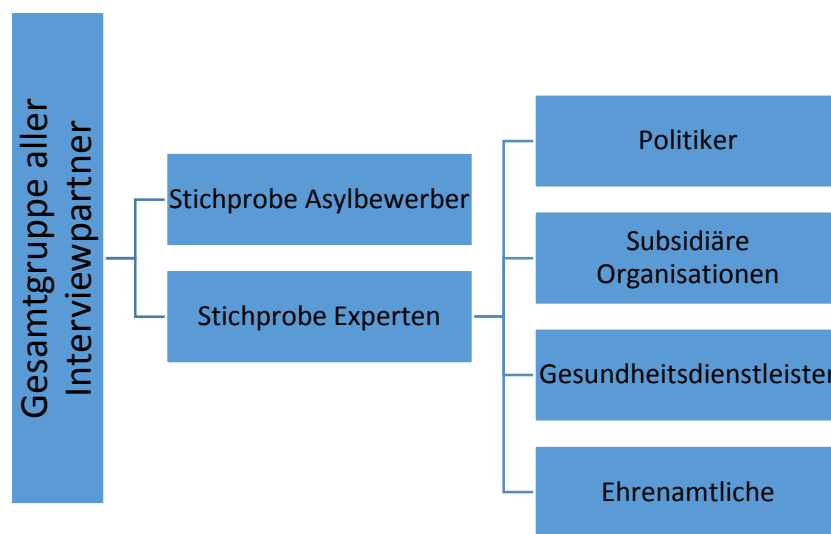 Gesamtgruppe aller
Interviewpartner
Stichprobe Asylbewerber
Stichprobe Experten
Politiker
Subsidiäre
Organisationen
Gesundheitsdienstleister
Ehrenamtliche